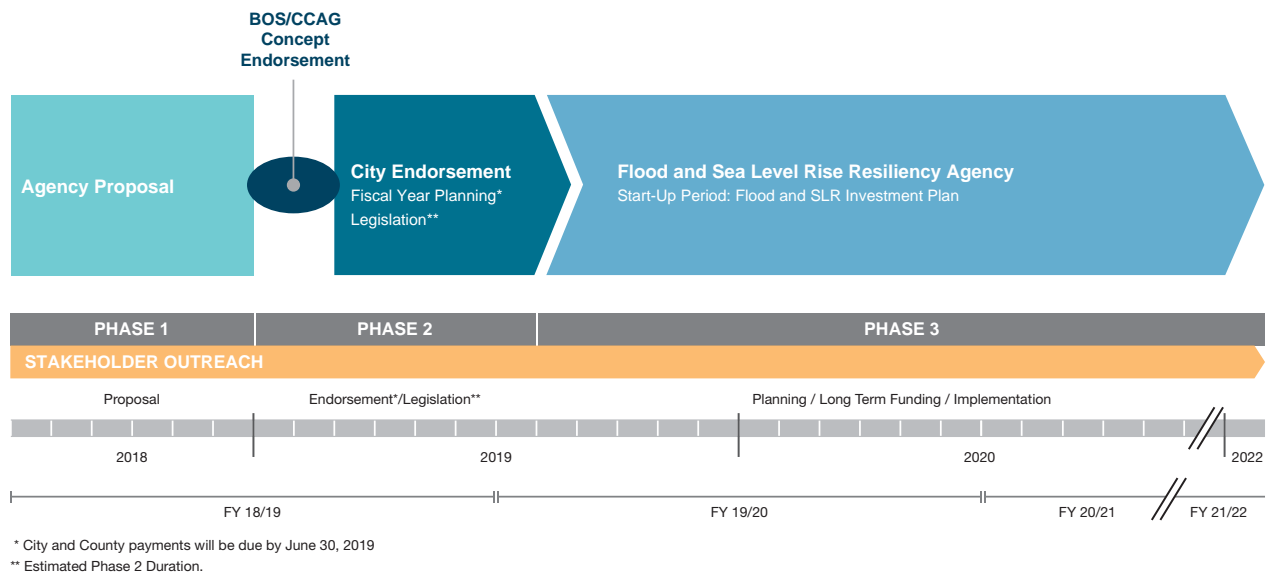 BOS/CCAG
Concept
Endorsement
Agency Proposal
City Endorsement
Fiscal Year Planning*
Legislation**
Flood and Sea Level Rise Resiliency Agency
Start-Up Period: Flood and SLR Investment Plan
PHASE 1
PHASE 2
PHASE 3
STAKEHOLDER OUTREACH
Proposal
Endorsement*/Legislation**
Planning / Long Term Funding / Implementation
2018
2019
2020
2022
FY 18/19
FY 19/20
FY 20/21
FY 21/22
* City and County payments will be due by June 30, 2019
** Estimated Phase 2 Duration.